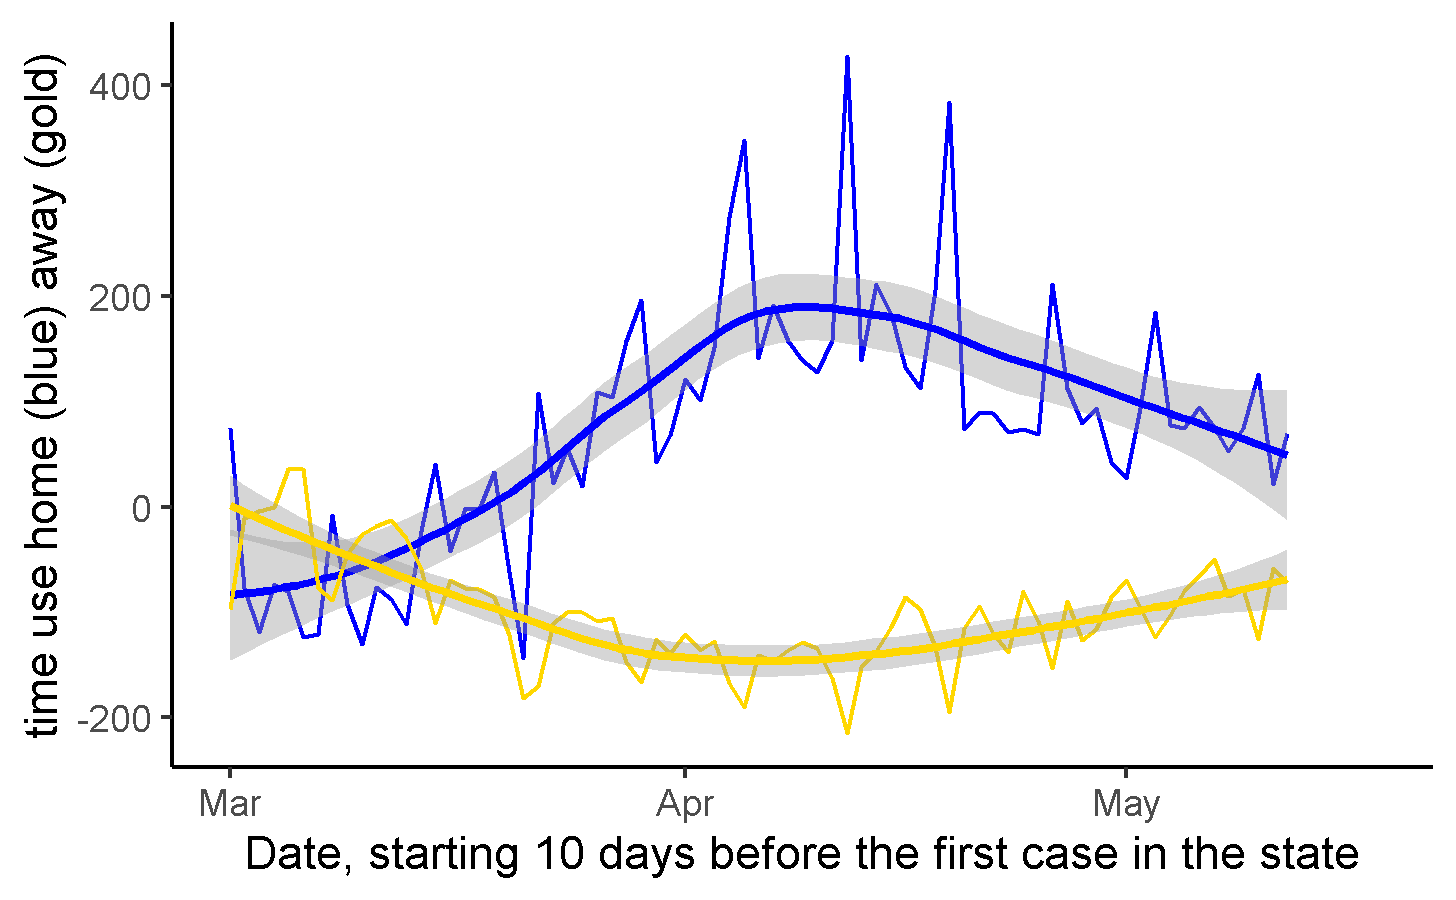 time use home (blue) away (gold)
400
200
0
-200
Mar
Apr
May
Date, starting 10 days before the first case in the state